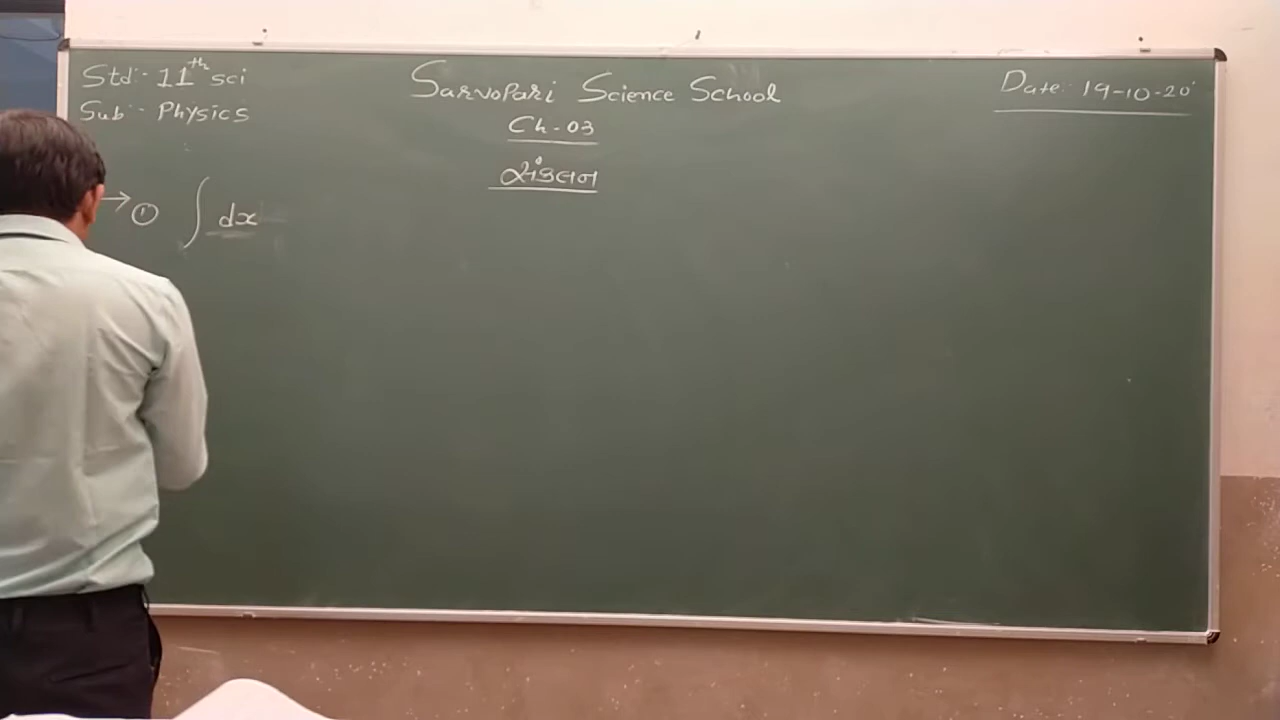 Std:- 11th sci
Sub:- Physics
Sarvopari Science School
Ch-03
સંકલન
Date:- 19-10-20
→ ① ∫ dx